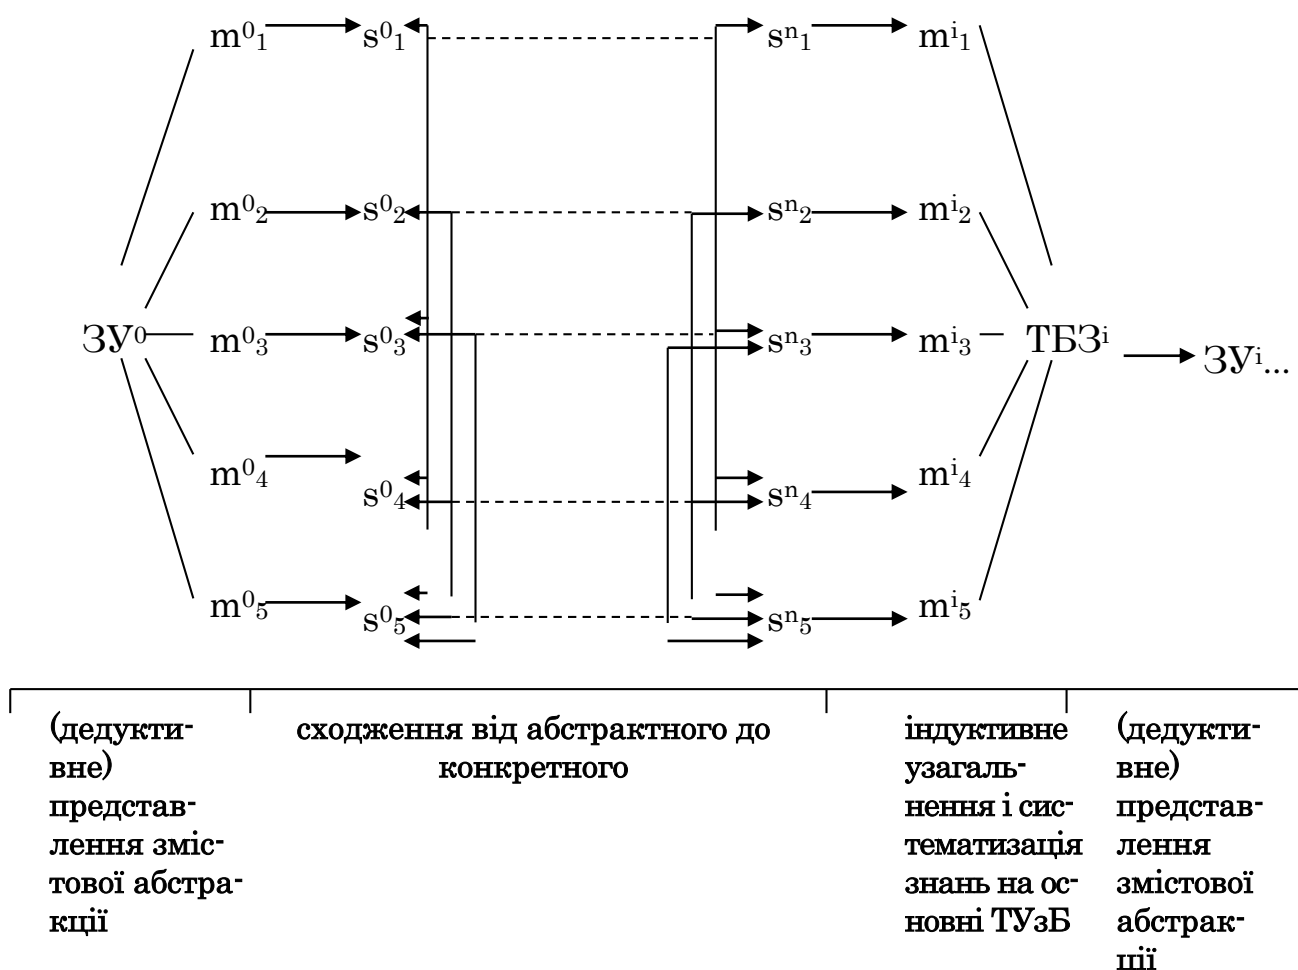 m⁰₁ s⁰₁ sⁿ₁ mⁱ₁
m⁰₂ s⁰₂ sⁿ₂ mⁱ₂
ЗУ⁰ m⁰₃ s⁰₃ sⁿ₃ mⁱ₃ ТБЗⁱ ЗУⁱ...
m⁰₄ s⁰₄ sⁿ₄ mⁱ₄
m⁰₅ s⁰₅ sⁿ₅ mⁱ₅
(дедукти-
вне)
представ-
лення зміс-
тової абстра-
кції
сходження від абстрактного до
конкретного
індуктивне
узагаль-
нення і сис-
тематизація
знань на ос-
нові ТУзБ
(дедукти-
вне)
представ-
лення
змістової
абстрак-
ції